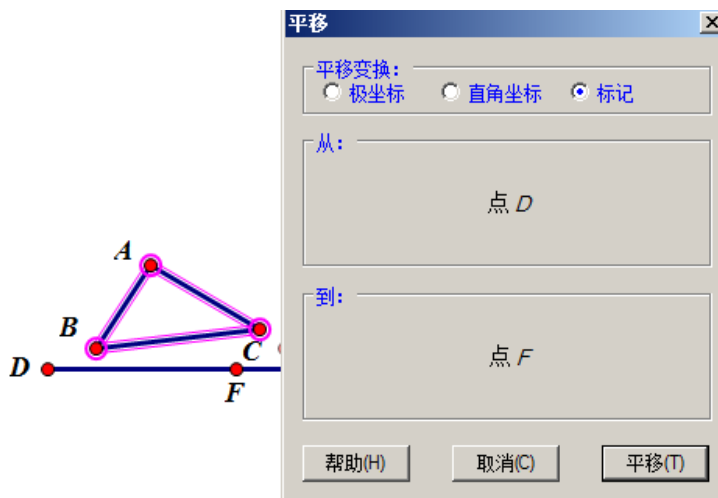 平移
平移变换:
极坐标 直角坐标 标记
从:
点 D
到:
点 F
帮助(H) 取消(C) 平移(T)
A
B
C
D
F